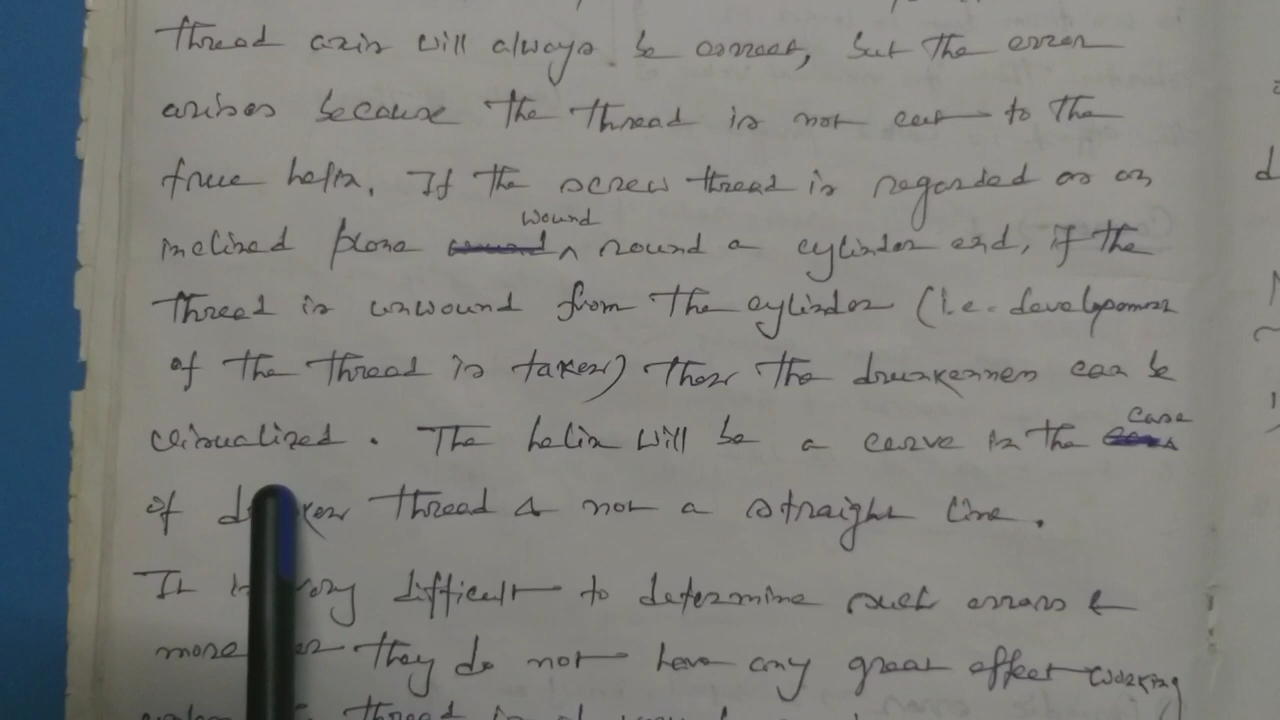 thread axis will always be correct, but the error
arises because the thread is not cut to the
true helix. If the screw thread is regarded as an
inclined plane wound round a cylinder and, if the
thread is unwound from the cylinder (i.e. development
of the thread is taken) then the drunkenness can be
visualized. The helix will be a curve in the case
of thread & not a straight line.
It difficult to determine such errors &
they do not have any great effect working
thread is